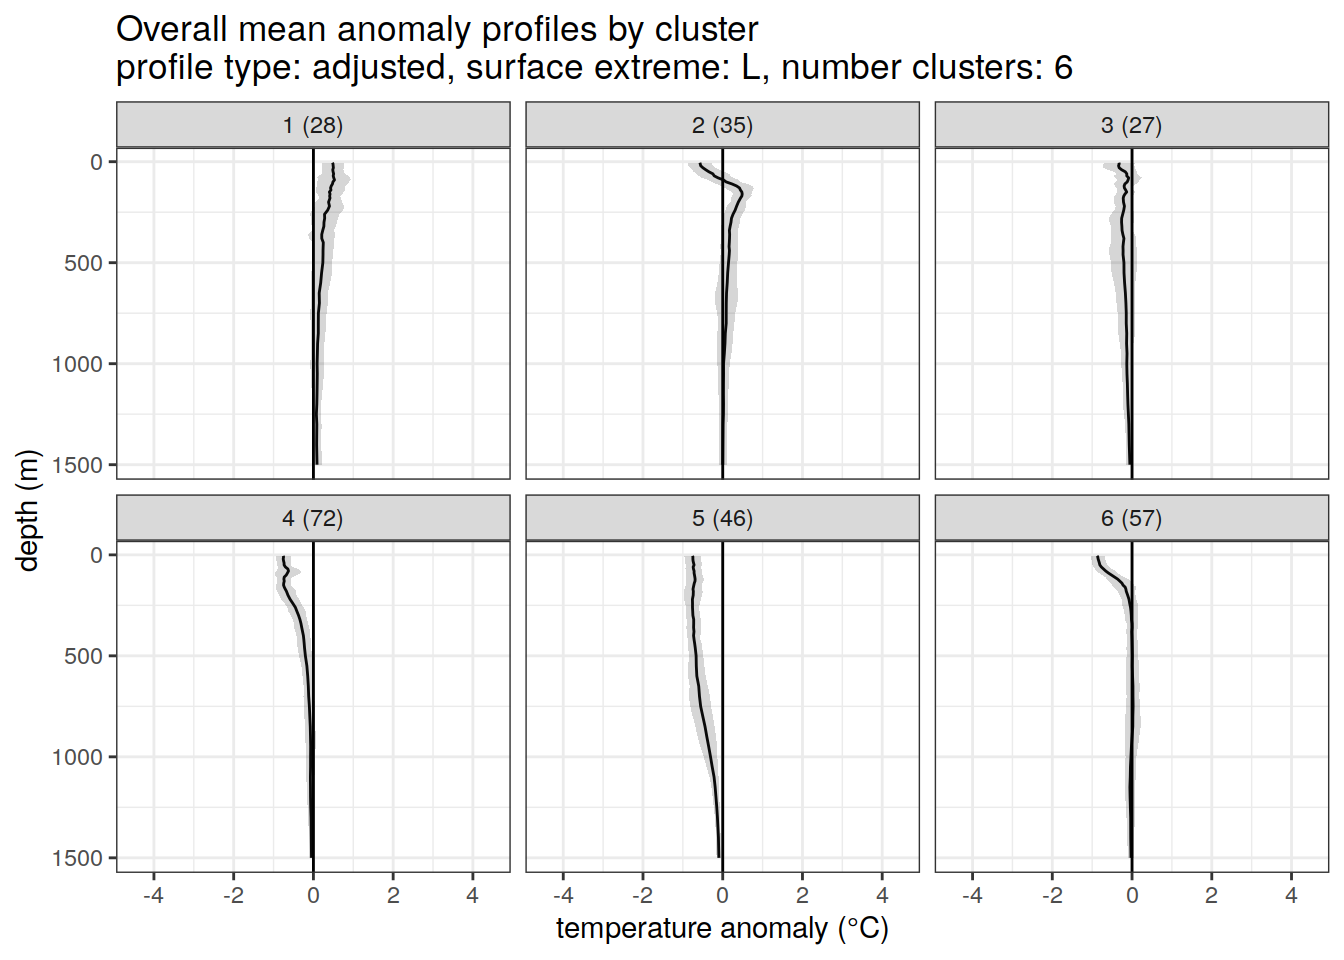 Overall mean anomaly profiles by cluster
profile type: adjusted, surface extreme: L, number clusters: 6
1 (28)
2 (35)
3 (27)
0
500
1000
1500
4 (72)
5 (46)
6 (57)
0
500
1000
1500
-4 -2 0 2 4
-4 -2 0 2 4
-4 -2 0 2 4
depth (m)
temperature anomaly (°C)